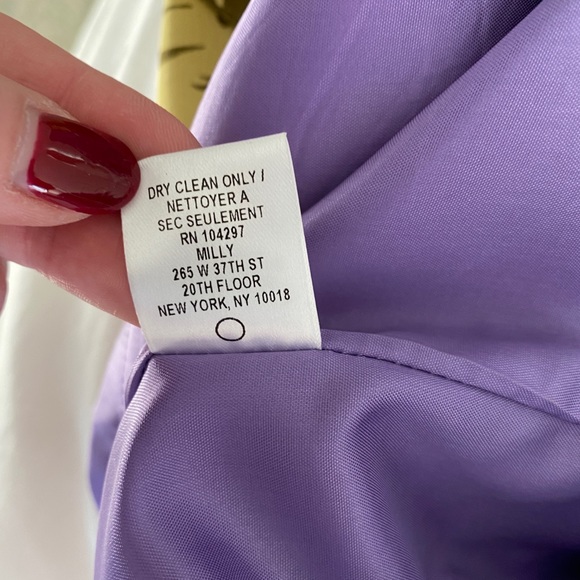 DRY CLEAN ONLY /
NETTOYER A
SEC SEULEMENT
RN 104297
MILLY
265 W 37TH ST
20TH FLOOR
NEW YORK, NY 10018